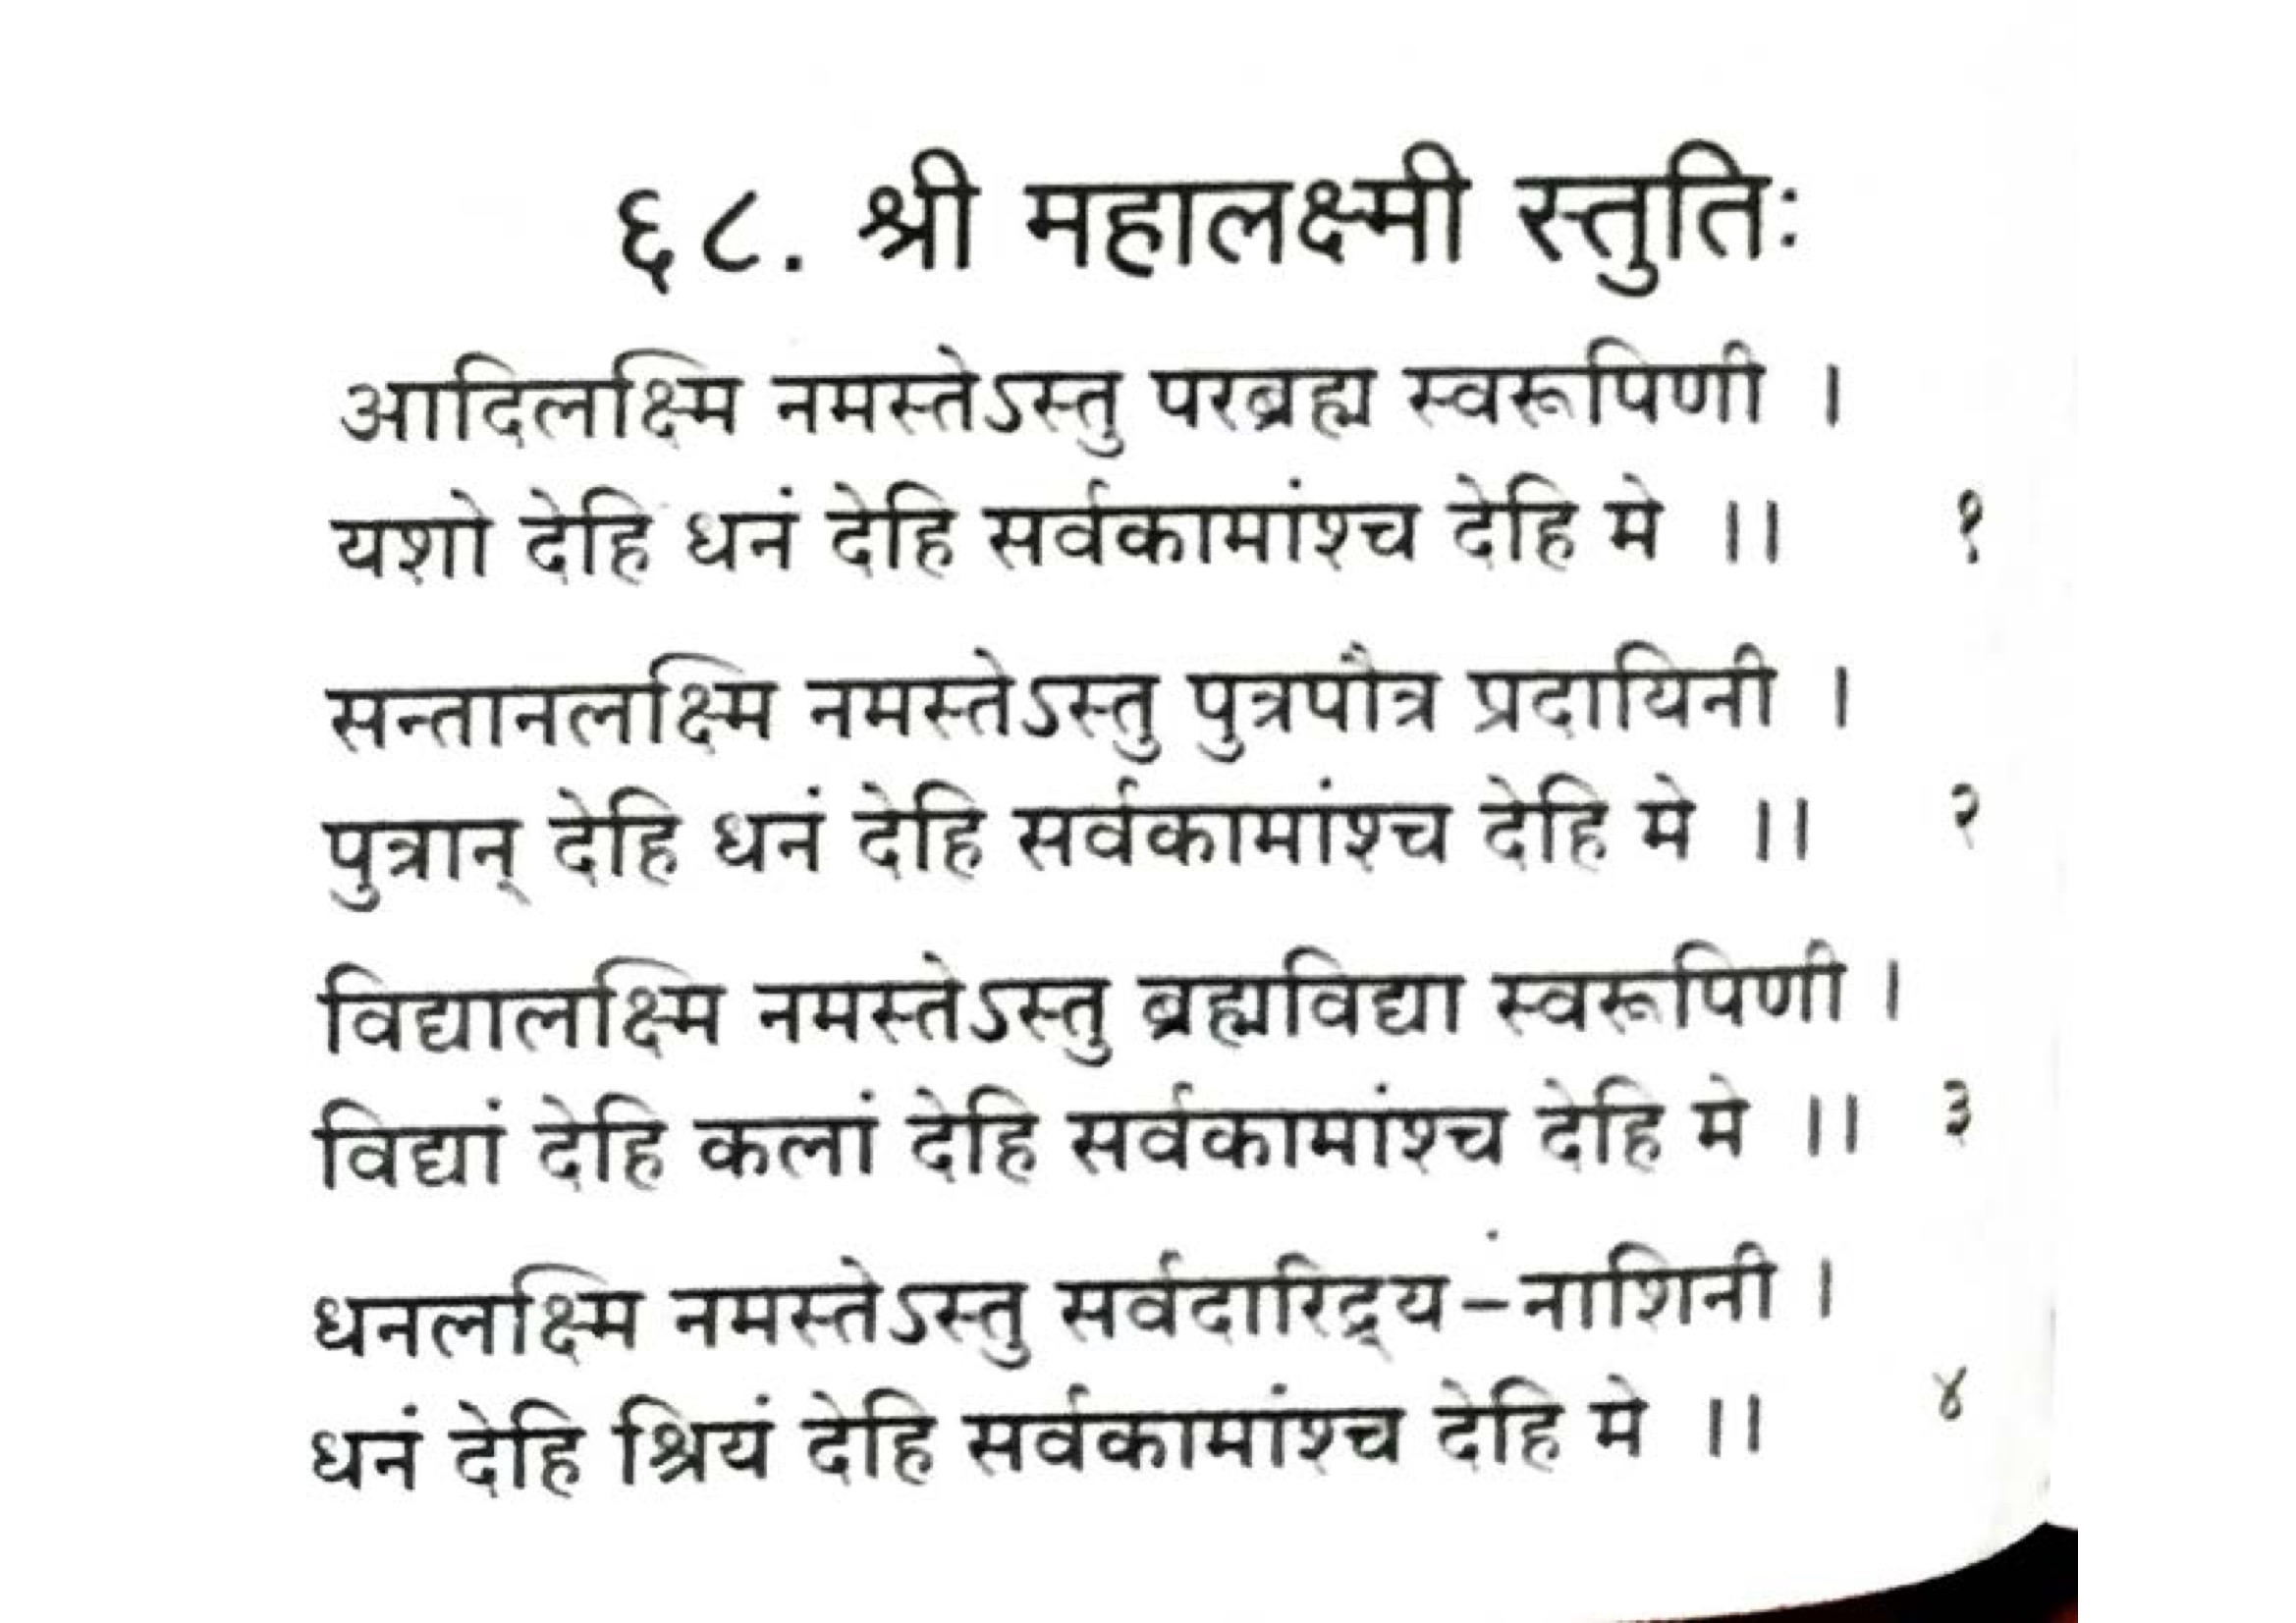 ६८. श्री महालक्ष्मी स्तुतिः
आदिलक्ष्मि नमस्तेऽस्तु परब्रह्म स्वरूपिणी ।
यशो देहि धनं देहि सर्वकामांश्च देहि मे ।। १
सन्तानलक्ष्मि नमस्तेऽस्तु पुत्रपौत्र प्रदायिनी ।
पुत्रान् देहि धनं देहि सर्वकामांश्च देहि मे ।। २
विद्यालक्ष्मि नमस्तेऽस्तु ब्रह्मविद्या स्वरूपिणी ।
विद्यां देहि कलां देहि सर्वकामांश्च देहि मे ।। ३
धनलक्ष्मि नमस्तेऽस्तु सर्वदारिद्र्य-नाशिनी ।
धनं देहि श्रियं देहि सर्वकामांश्च देहि मे ।। ४